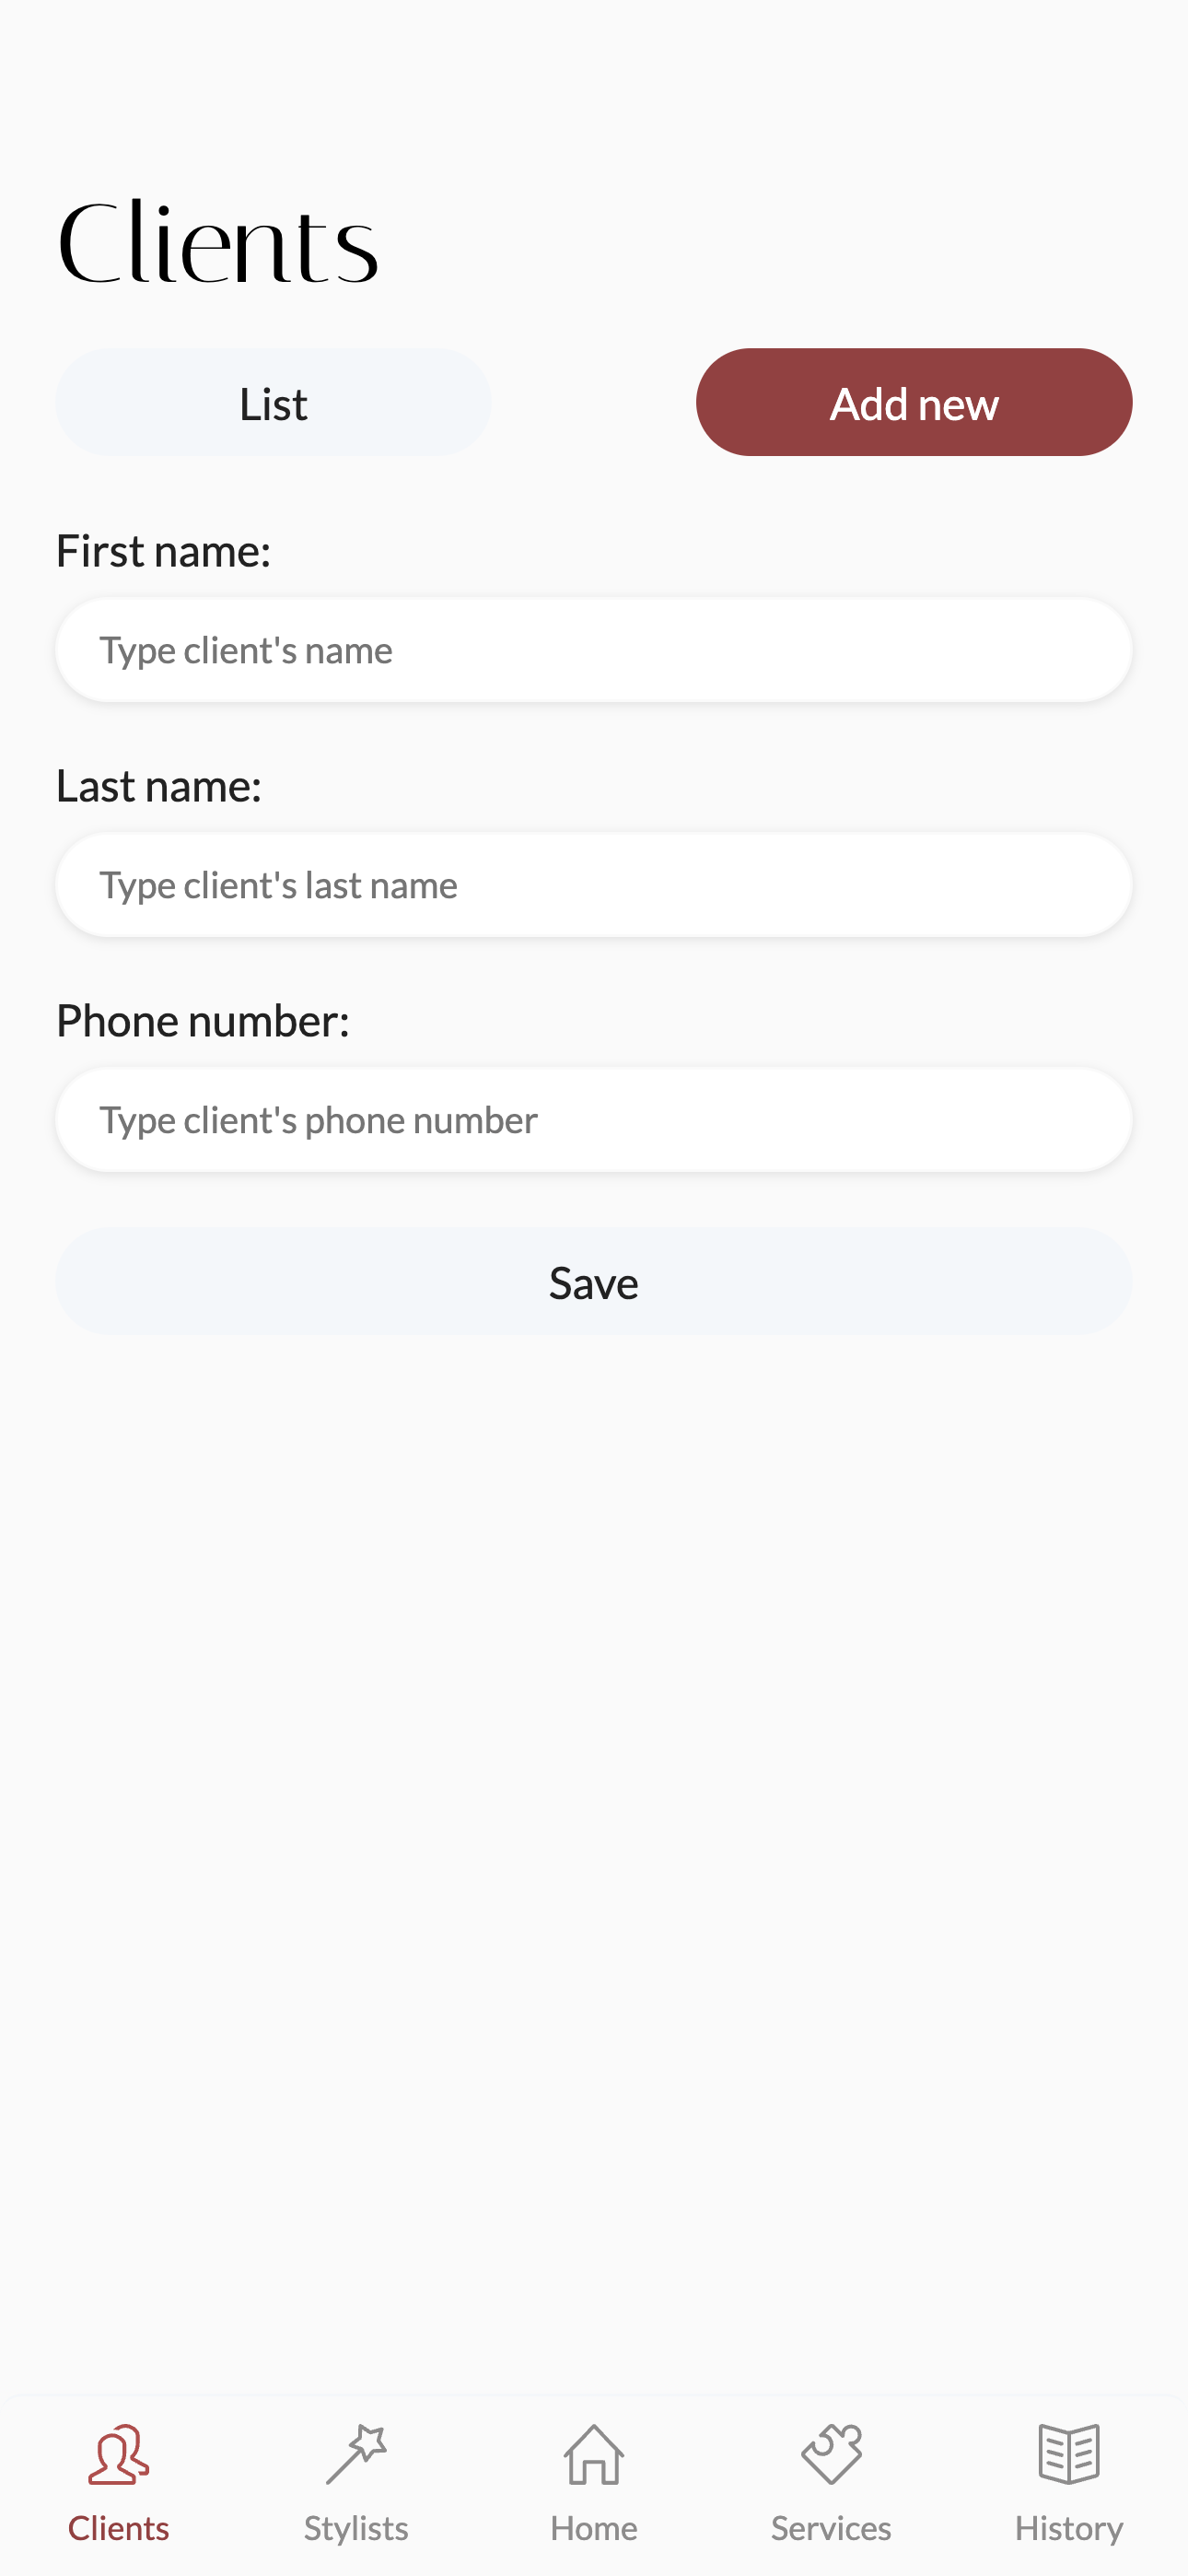 Clients
List
Add new
First name:
Type client's name
Last name:
Type client's last name
Phone number:
Type client's phone number
Save
Clients
Stylists
Home
Services
History